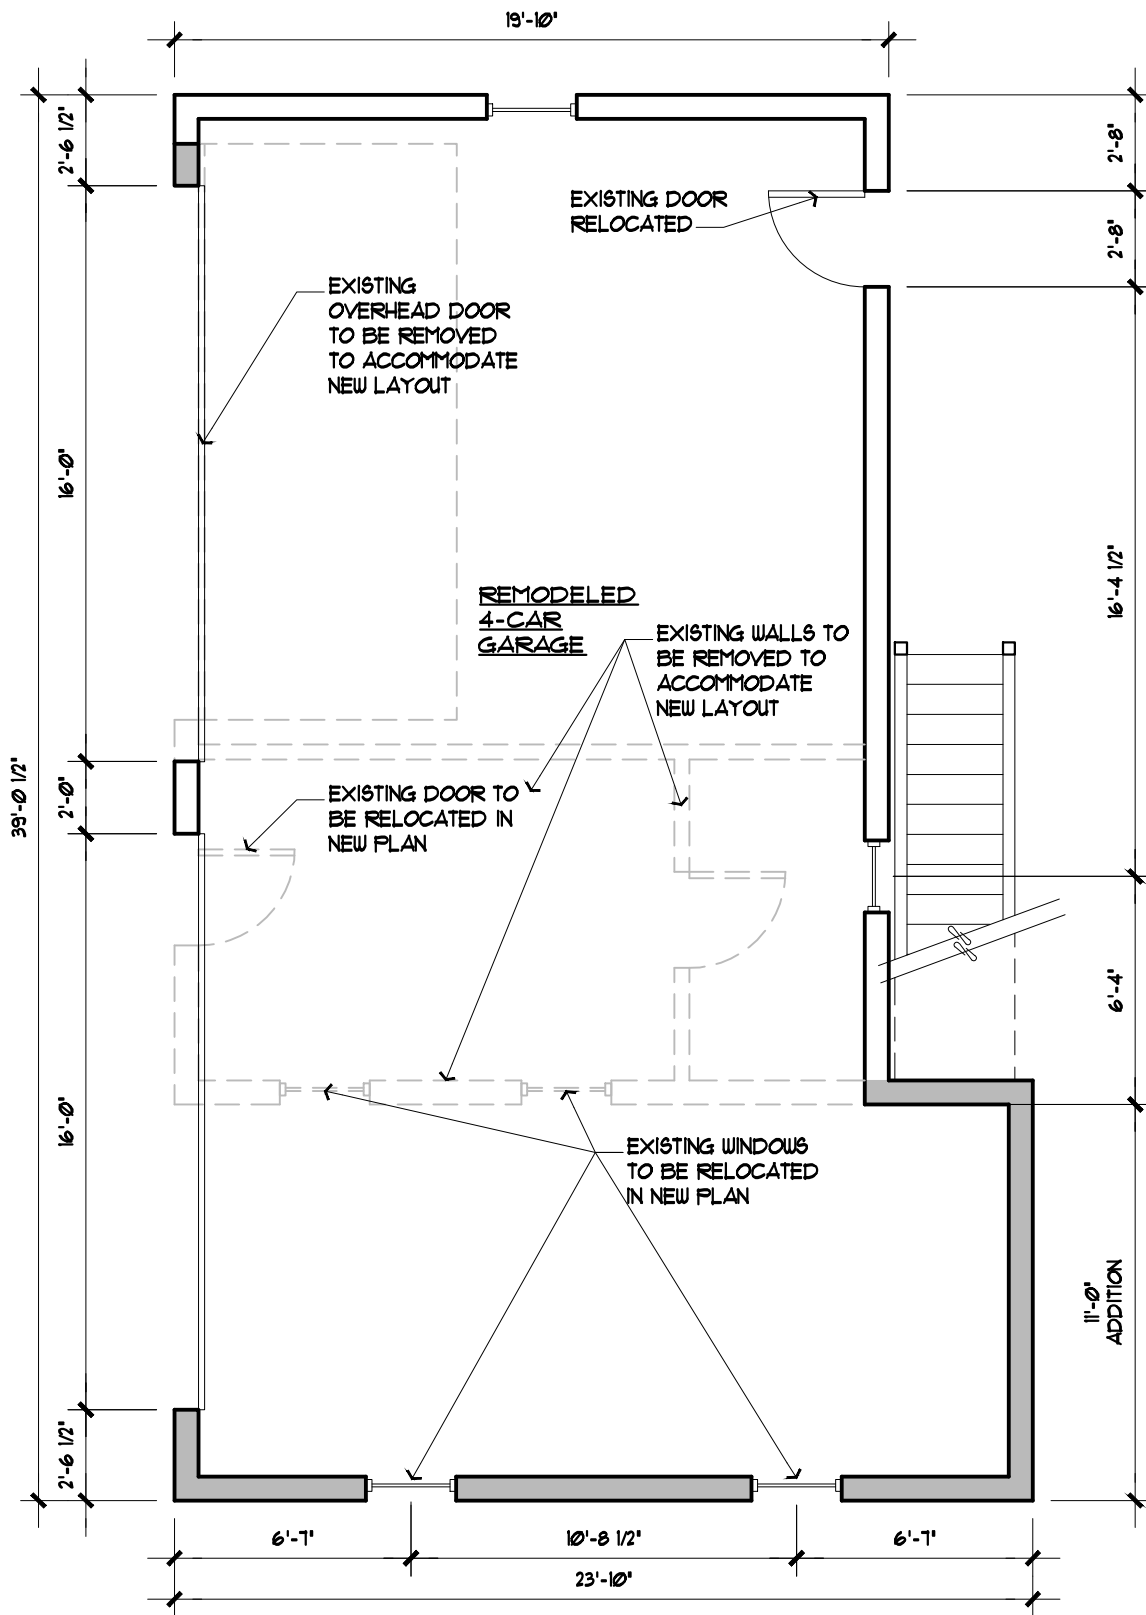 19'-10"
2'-6 1/2"
2'-8"
EXISTING DOOR
RELOCATED
2'-8"
EXISTING
OVERHEAD DOOR
TO BE REMOVED
TO ACCOMMODATE
NEW LAYOUT
16'-0"
16'-4 1/2"
REMODELED
4-CAR
GARAGE
EXISTING WALLS TO
BE REMOVED TO
ACCOMMODATE
NEW LAYOUT
39'-0 1/2"
2'-0"
EXISTING DOOR TO
BE RELOCATED IN
NEW PLAN
6'-4"
16'-0"
EXISTING WINDOWS
TO BE RELOCATED
IN NEW PLAN
11'-0"
ADDITION
2'-6 1/2"
6'-7"
10'-8 1/2"
6'-7"
23'-10"